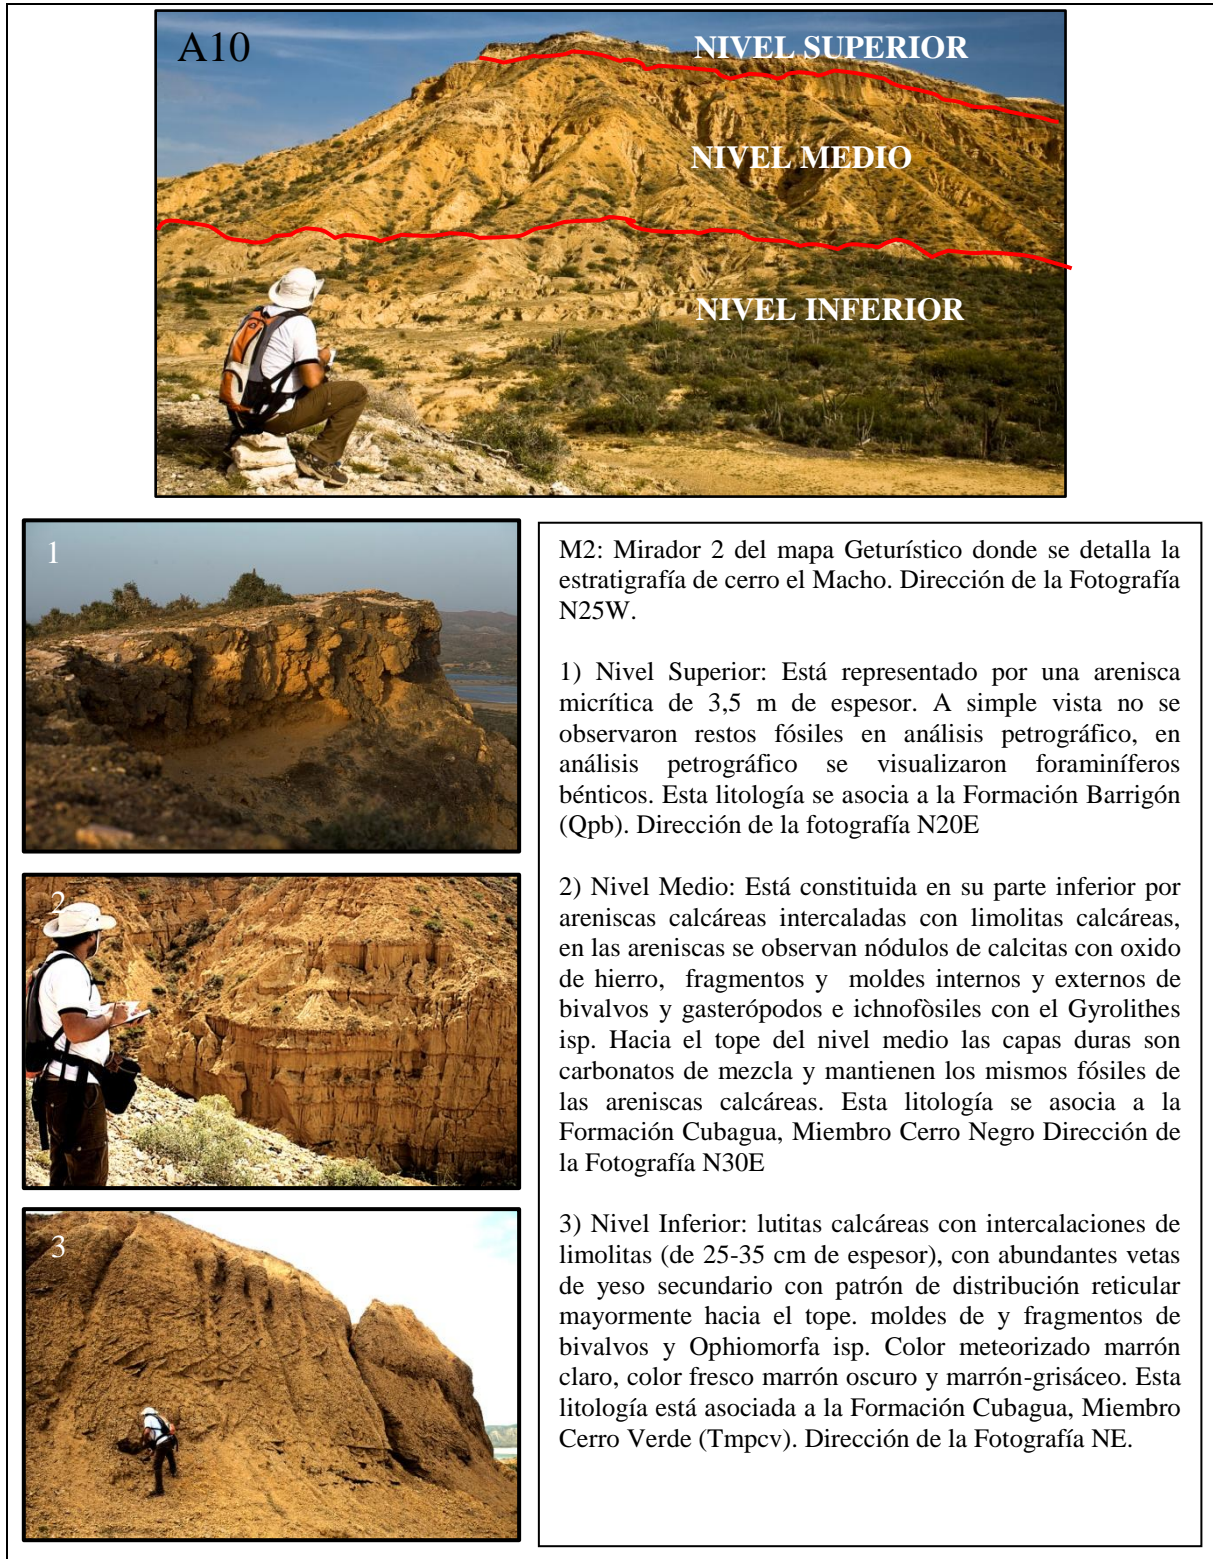 A10
NIVEL SUPERIOR
NIVEL MEDIO
NIVEL INFERIOR
1
2
3
M2: Mirador 2 del mapa Geturístico donde se detalla la
estratigrafía de cerro el Macho. Dirección de la Fotografía
N25W.
1) Nivel Superior: Está representado por una arenisca
micrítica de 3,5 m de espesor. A simple vista no se
observaron restos fósiles en análisis petrográfico, en
análisis petrográfico se visualizaron foraminíferos
bénticos. Esta litología se asocia a la Formación Barrigón
(Qpb). Dirección de la fotografía N20E
2) Nivel Medio: Está constituida en su parte inferior por
areniscas calcáreas intercaladas con limolitas calcáreas,
en las areniscas se observan nódulos de calcitas con oxido
de hierro, fragmentos y moldes internos y externos de
bivalvos y gasterópodos e ichnofòsiles con el Gyrolithes
isp. Hacia el tope del nivel medio las capas duras son
carbonatos de mezcla y mantienen los mismos fósiles de
las areniscas calcáreas. Esta litología se asocia a la
Formación Cubagua, Miembro Cerro Negro Dirección de
la Fotografía N30E
3) Nivel Inferior: lutitas calcáreas con intercalaciones de
limolitas (de 25-35 cm de espesor), con abundantes vetas
de yeso secundario con patrón de distribución reticular
mayormente hacia el tope. moldes de y fragmentos de
bivalvos y Ophiomorfa isp. Color meteorizado marrón
claro, color fresco marrón oscuro y marrón-grisáceo. Esta
litología está asociada a la Formación Cubagua, Miembro
Cerro Verde (Tmpcv). Dirección de la Fotografía NE.